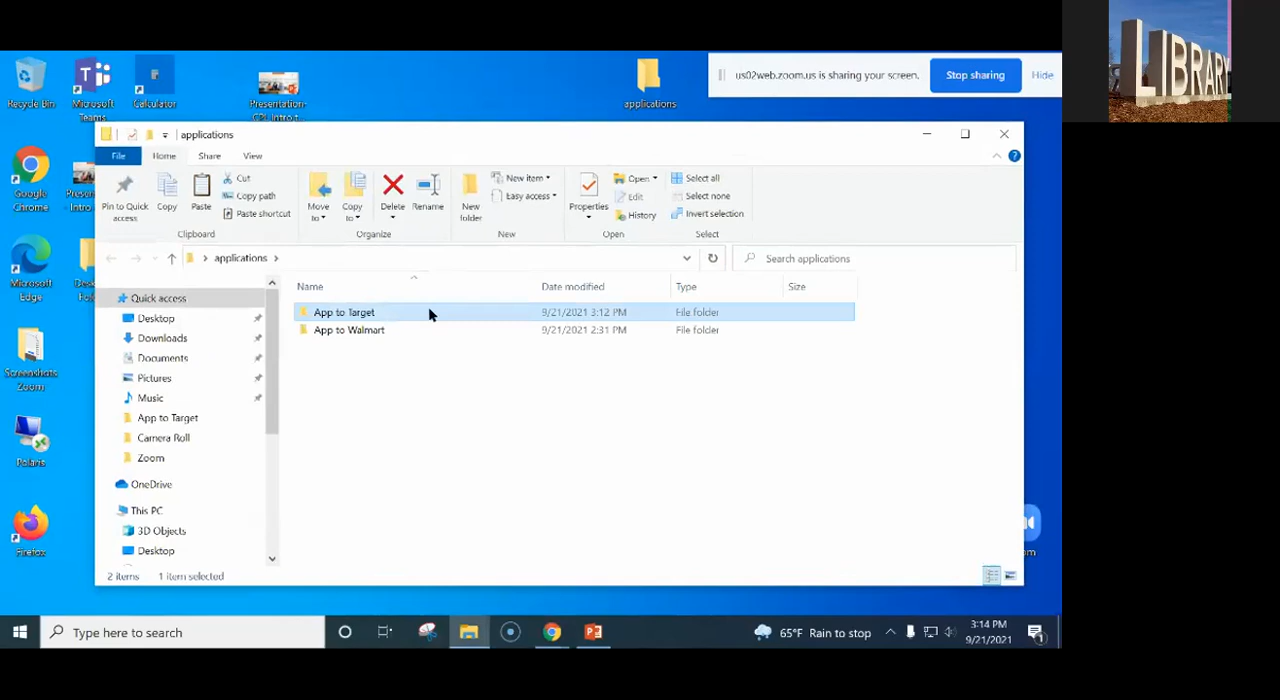 LIBRARY
us02web.zoom.us is sharing your screen.
Stop sharing
Hide
Recycle Bin
Microsoft Teams
Calculator
Presentation-
applications
applications
File
Home
Share
View
Pin to Quick access
Copy
Paste
Cut
Copy path
Paste shortcut
Clipboard
Move to
Copy to
Delete
Rename
Organize
New folder
New item
Easy access
New
Properties
Open
Edit
History
Open
Select all
Select none
Invert selection
Select
applications
Search applications
Name
Date modified
Type
Size
App to Target
9/21/2021 3:12 PM
File folder
App to Walmart
9/21/2021 2:31 PM
File folder
Quick access
Desktop
Downloads
Documents
Pictures
Music
App to Target
Camera Roll
Zoom
OneDrive
This PC
3D Objects
Desktop
2 items
1 item selected
Google Chrome
Microsoft Edge
Screenshots Zoom
Polaris
Firefox
Type here to search
65°F Rain to stop
3:14 PM
9/21/2021
1